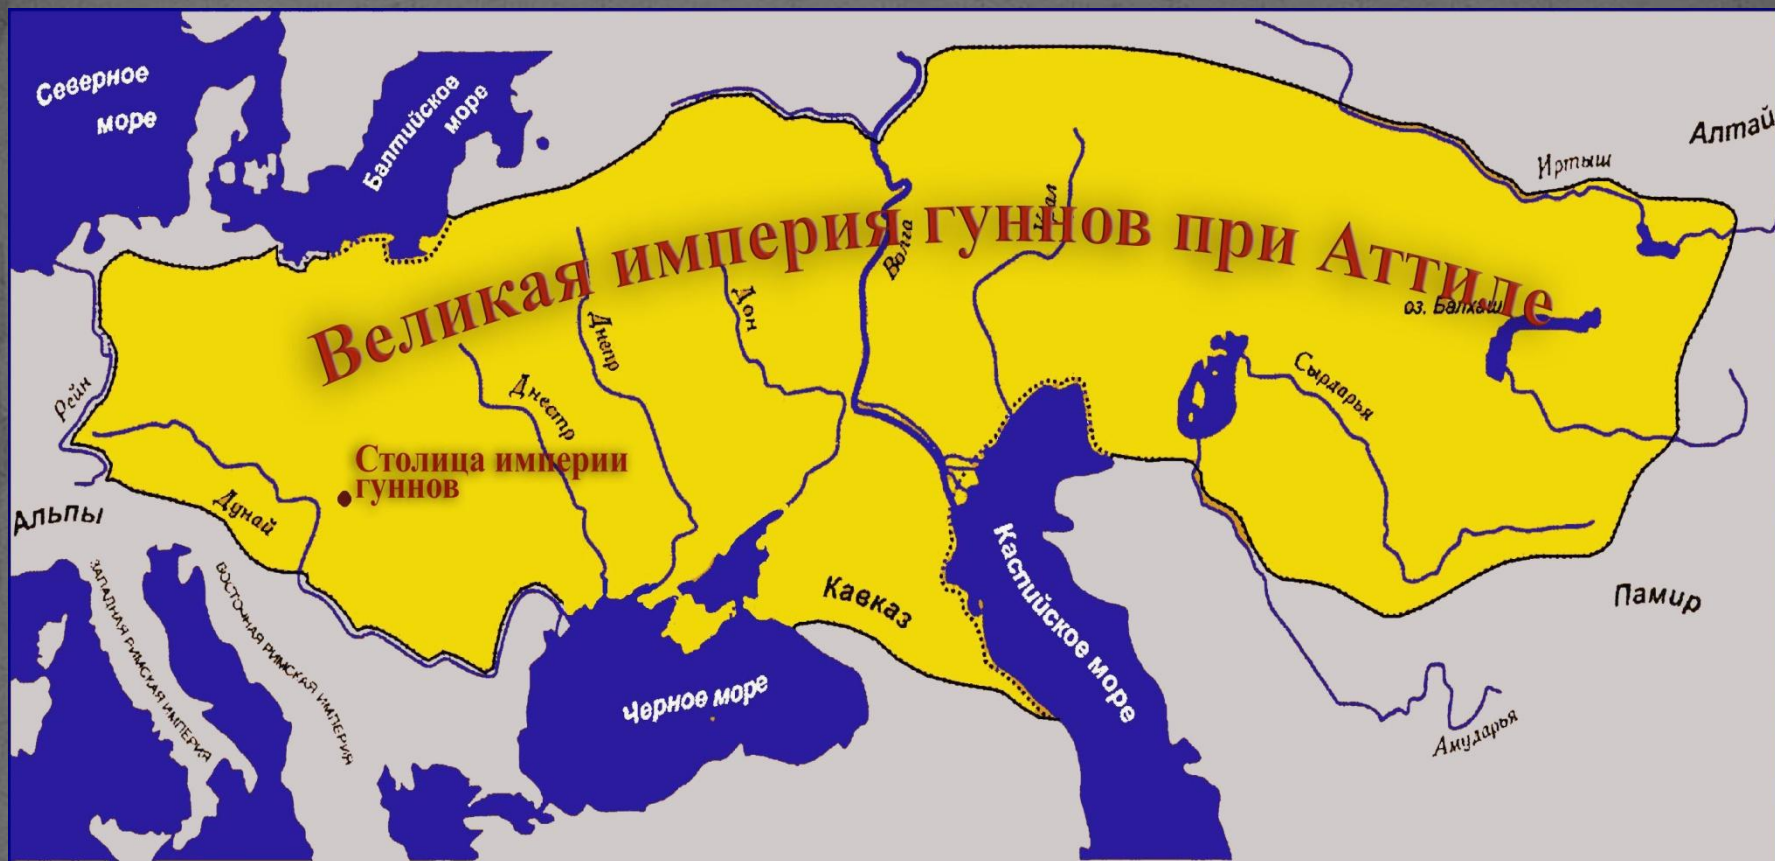 Северное
море
Балтийское
море
Алтай
Иртыш
Великая империя гуннов при Аттиле
Волга
Урал
Дон
Днепр
Днестр
оз. Балхаш
Сырдарья
Рейн
Столица империи
гуннов
Дунай
Альпы
ЗАПАДНАЯ РИМСКАЯ ИМПЕРИЯ
ВОСТОЧНАЯ РИМСКАЯ ИМПЕРИЯ
Кавказ
Каспийское море
Памир
Черное море
Амударья